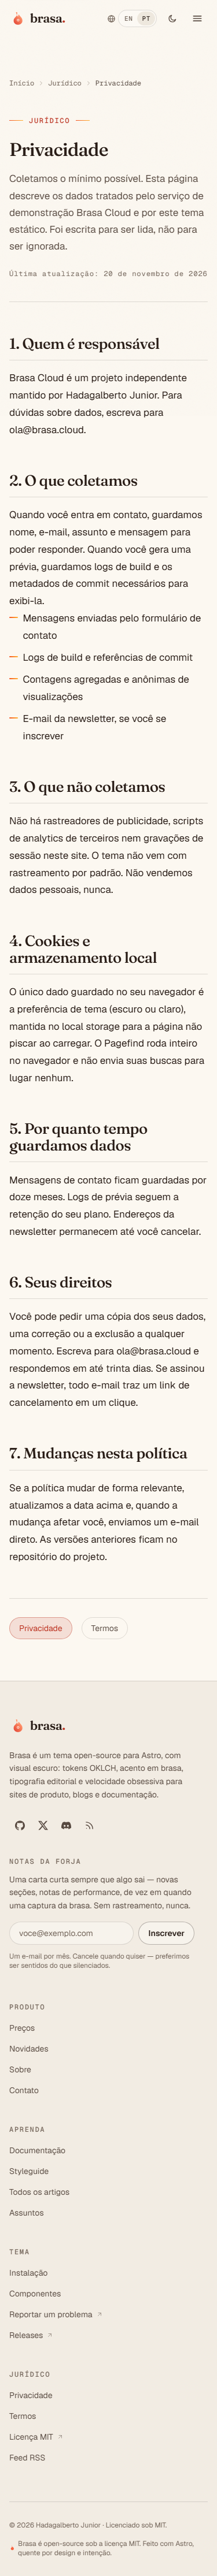 brasa.
EN PT
Início › Jurídico › Privacidade
JURÍDICO
Privacidade
Coletamos o mínimo possível. Esta página
descreve os dados tratados pelo serviço de
demonstração Brasa Cloud e por este tema
estático. Foi escrita para ser lida, não para
ser ignorada.
Última atualização: 20 de novembro de 2026
1. Quem é responsável
Brasa Cloud é um projeto independente
mantido por Hadagalberto Junior. Para
dúvidas sobre dados, escreva para
ola@brasa.cloud.
2. O que coletamos
Quando você entra em contato, guardamos
nome, e-mail, assunto e mensagem para
poder responder. Quando você gera uma
prévia, guardamos logs de build e os
metadados de commit necessários para
exibi-la.
Mensagens enviadas pelo formulário de
contato
Logs de build e referências de commit
Contagens agregadas e anônimas de
visualizações
E-mail da newsletter, se você se
inscrever
3. O que não coletamos
Não há rastreadores de publicidade, scripts
de analytics de terceiros nem gravações de
sessão neste site. O tema não vem com
rastreamento por padrão. Não vendemos
dados pessoais, nunca.
4. Cookies e
armazenamento local
O único dado guardado no seu navegador é
a preferência de tema (escuro ou claro),
mantida no local storage para a página não
piscar ao carregar. O Pagefind roda inteiro
no navegador e não envia suas buscas para
lugar nenhum.
5. Por quanto tempo
guardamos dados
Mensagens de contato ficam guardadas por
doze meses. Logs de prévia seguem a
retenção do seu plano. Endereços da
newsletter permanecem até você cancelar.
6. Seus direitos
Você pode pedir uma cópia dos seus dados,
uma correção ou a exclusão a qualquer
momento. Escreva para ola@brasa.cloud e
respondemos em até trinta dias. Se assinou
a newsletter, todo e-mail traz um link de
cancelamento em um clique.
7. Mudanças nesta política
Se a política mudar de forma relevante,
atualizamos a data acima e, quando a
mudança afetar você, enviamos um e-mail
direto. As versões anteriores ficam no
repositório do projeto.
Privacidade Termos
brasa.
Brasa é um tema open-source para Astro, com
visual escuro: tokens OKLCH, acento em brasa,
tipografia editorial e velocidade obsessiva para
sites de produto, blogs e documentação.
NOTAS DA FORJA
Uma carta curta sempre que algo sai — novas
seções, notas de performance, de vez em quando
uma captura da brasa. Sem rastreamento, nunca.
voce@exemplo.com Inscrever
Um e-mail por mês. Cancele quando quiser — preferimos
ser sentidos do que silenciados.
PRODUTO
Preços
Novidades
Sobre
Contato
APRENDA
Documentação
Styleguide
Todos os artigos
Assuntos
TEMA
Instalação
Componentes
Reportar um problema ↗
Releases ↗
JURÍDICO
Privacidade
Termos
Licença MIT ↗
Feed RSS
© 2026 Hadagalberto Junior · Licenciado sob MIT.
Brasa é open-source sob a licença MIT. Feito com Astro,
quente por design e intenção.